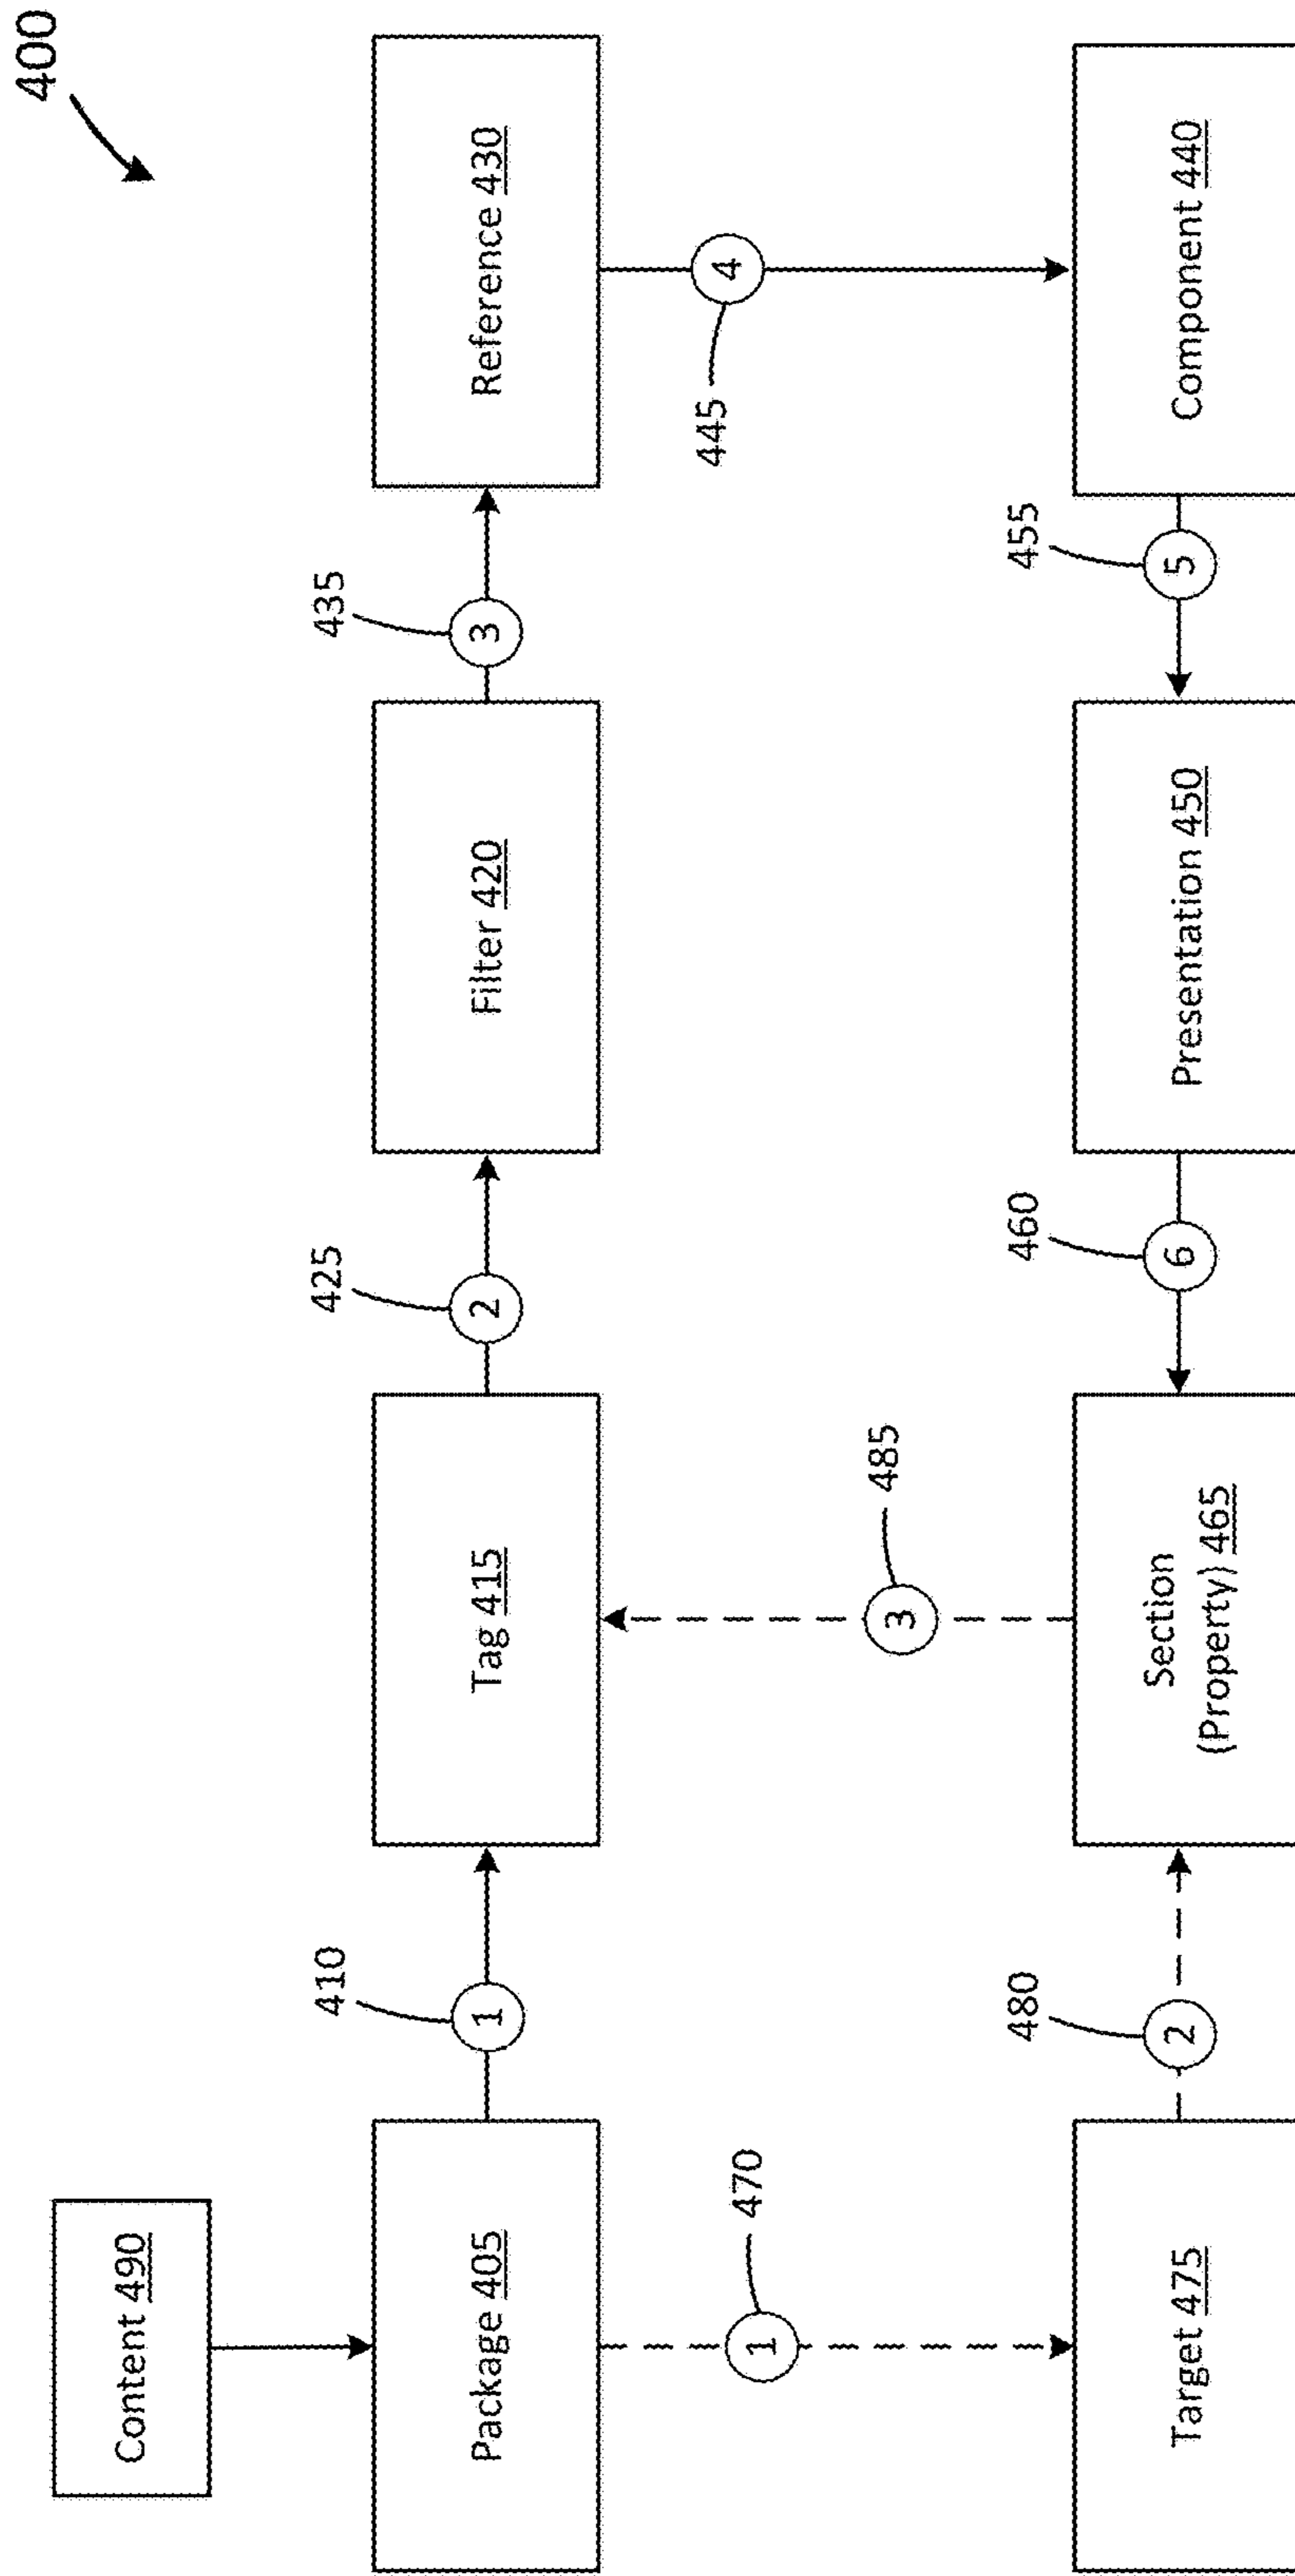 400
Content 490
Package 405
1
410
Tag 415
2
425
Filter 420
3
435
Reference 430
1
470
3
485
4
445
Target 475
2
480
Section
(Property) 465
6
460
Presentation 450
5
455
Component 440